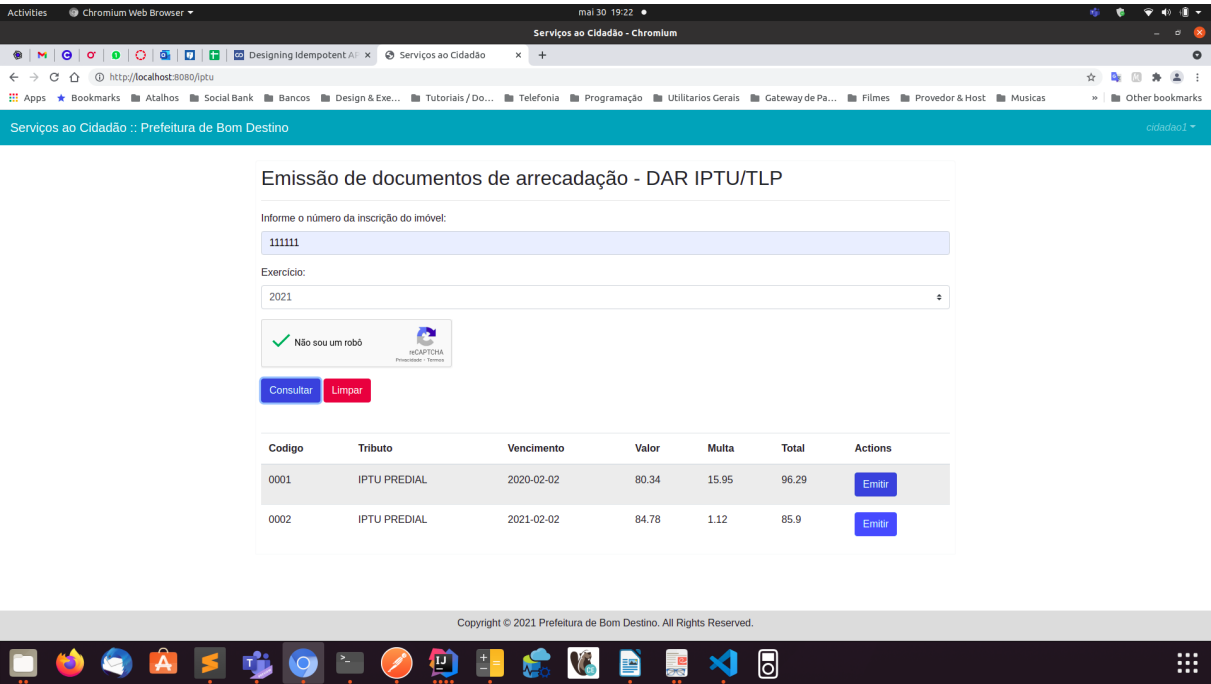 Activities Chromium Web Browser mai 30 19:22
Serviços ao Cidadão - Chromium
Designing Idempotent AP × Serviços ao Cidadão × +
http://localhost:8080/iptu
Apps Bookmarks Atalhos Social Bank Bancos Design & Exe... Tutoriais / Do... Telefonia Programação Utilitarios Gerais Gateway de Pa... Filmes Provedor & Host Musicas » Other bookmarks
Serviços ao Cidadão :: Prefeitura de Bom Destino cidadao1
Emissão de documentos de arrecadação - DAR IPTU/TLP
Informe o número da inscrição do imóvel:
111111
Exercício:
2021
Não sou um robô
reCAPTCHA
Privacidade - Termos
Consultar Limpar
Codigo Tributo Vencimento Valor Multa Total Actions
0001 IPTU PREDIAL 2020-02-02 80.34 15.95 96.29 Emitir
0002 IPTU PREDIAL 2021-02-02 84.78 1.12 85.9 Emitir
Copyright © 2021 Prefeitura de Bom Destino. All Rights Reserved.